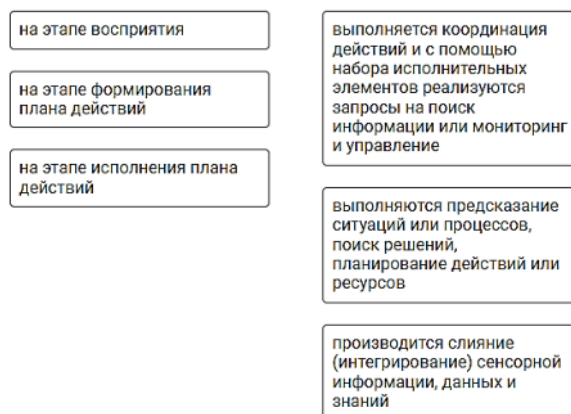 на этапе восприятия
на этапе формирования
плана действий
на этапе исполнения плана
действий
выполняется координация
действий и с помощью
набора исполнительных
элементов реализуются
запросы на поиск
информации или мониторинг
и управление
выполняются предсказание
ситуаций или процессов,
поиск решений,
планирование действий или
ресурсов
производится слияние
(интегрирование) сенсорной
информации, данных и
знаний